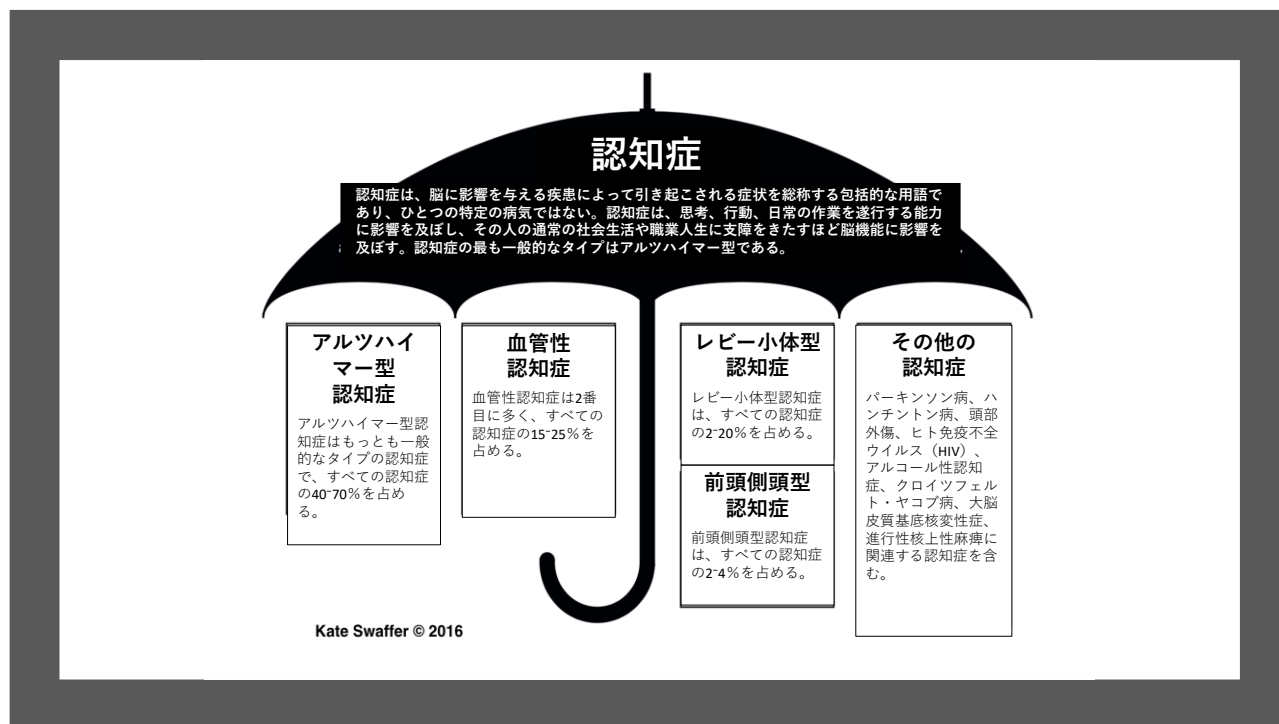 認知症
認知症は、脳に影響を与える疾患によって引き起こされる症状を総称する包括的な用語で
あり、ひとつの特定の病気ではない。認知症は、思考、行動、日常の作業を遂行する能力
に影響を及ぼし、その人の通常の社会生活や職業人生に支障をきたすほど脳機能に影響を
及ぼす。認知症の最も一般的なタイプはアルツハイマー型である。
アルツハイ
マー型
認知症
アルツハイマー型認
知症はもっとも一般
的なタイプの認知症
で、すべての認知症
の40⁻70％を占め
る。
血管性
認知症
血管性認知症は2番
目に多く、すべての
認知症の15⁻25％を
占める。
レビー小体型
認知症
レビー小体型認知症
は、すべての認知症
の2⁻20％を占める。
前頭側頭型
認知症
前頭側頭型認知症
は、すべての認知症
の2⁻4％を占める。
その他の
認知症
パーキンソン病、ハ
ンチントン病、頭部
外傷、ヒト免疫不全
ウイルス（HIV）、
アルコール性認知
症、クロイツフェル
ト・ヤコブ病、大脳
皮質基底核変性症、
進行性核上性麻痺に
関連する認知症を含
む。
Kate Swaffer © 2016